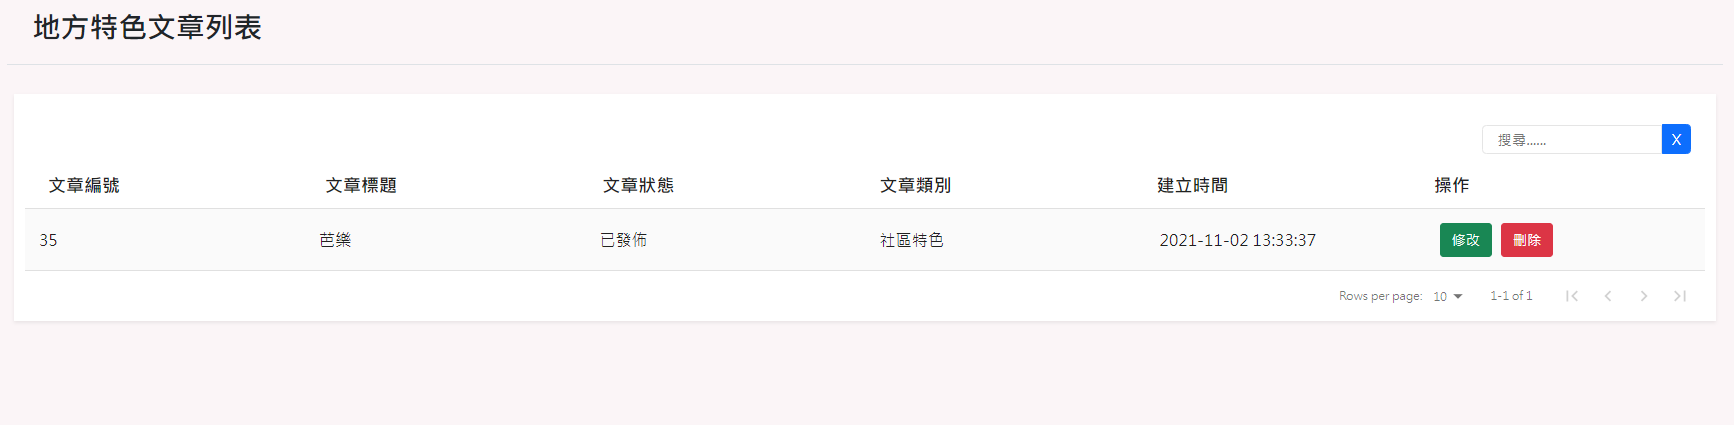 地方特色文章列表
搜尋...... X
文章編號 文章標題 文章狀態 文章類別 建立時間 操作
35 芭樂 已發佈 社區特色 2021-11-02 13:33:37 修改 刪除
Rows per page: 10 1-1 of 1